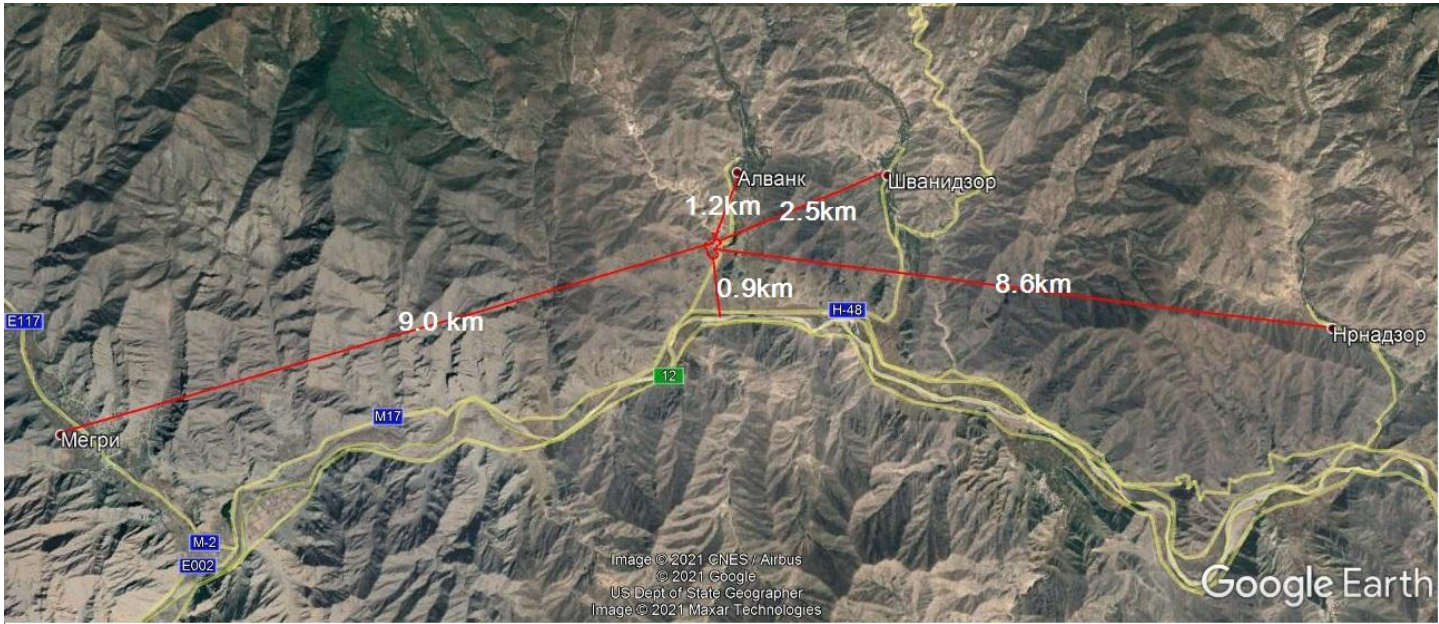 Алванк
Шванидзор
1.2km
2.5km
0.9km
8.6km
H-48
E117
9.0 km
Нрнадзор
12
M17
Мегри
M-2
E002
Image © 2021 CNES / Airbus
© 2021 Google
US Dept of State Geographer
Image © 2021 Maxar Technologies
Google Earth